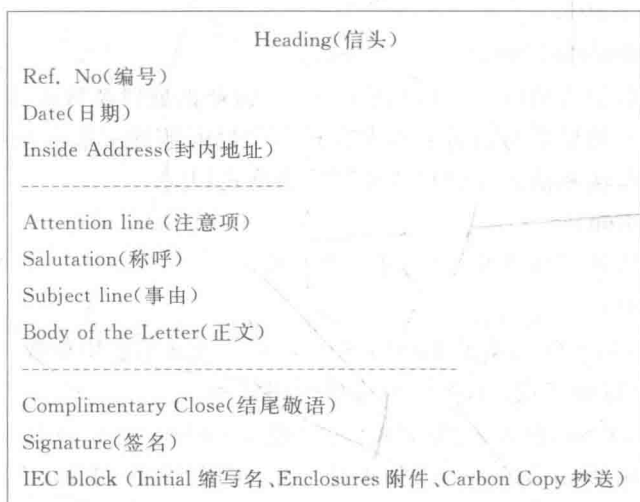 Heading(信头)
Ref. No(编号)
Date(日期)
Inside Address(封内地址)
Attention line (注意项)
Salutation(称呼)
Subject line(事由)
Body of the Letter(正文)
Complimentary Close(结尾敬语)
Signature(签名)
IEC block (Initial 缩写名、Enclosures 附件、Carbon Copy 抄送)